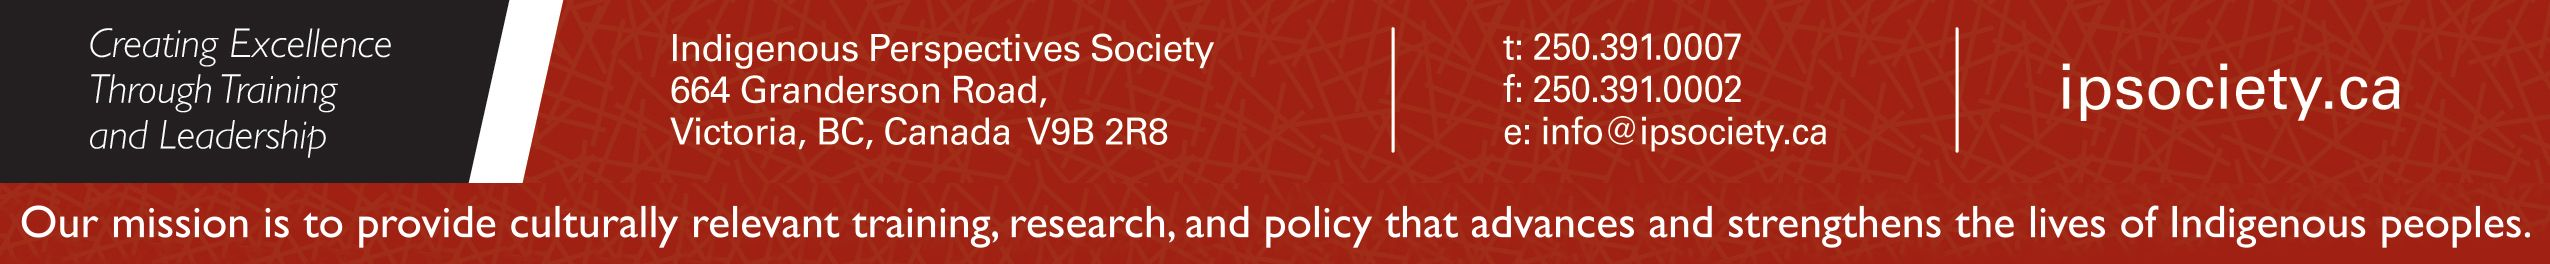 Creating Excellence
Through Training
and Leadership
Indigenous Perspectives Society
664 Granderson Road,
Victoria, BC, Canada V9B 2R8
t: 250.391.0007
f: 250.391.0002
e: info@ipsociety.ca
ipsociety.ca
Our mission is to provide culturally relevant training, research, and policy that advances and strengthens the lives of Indigenous peoples.